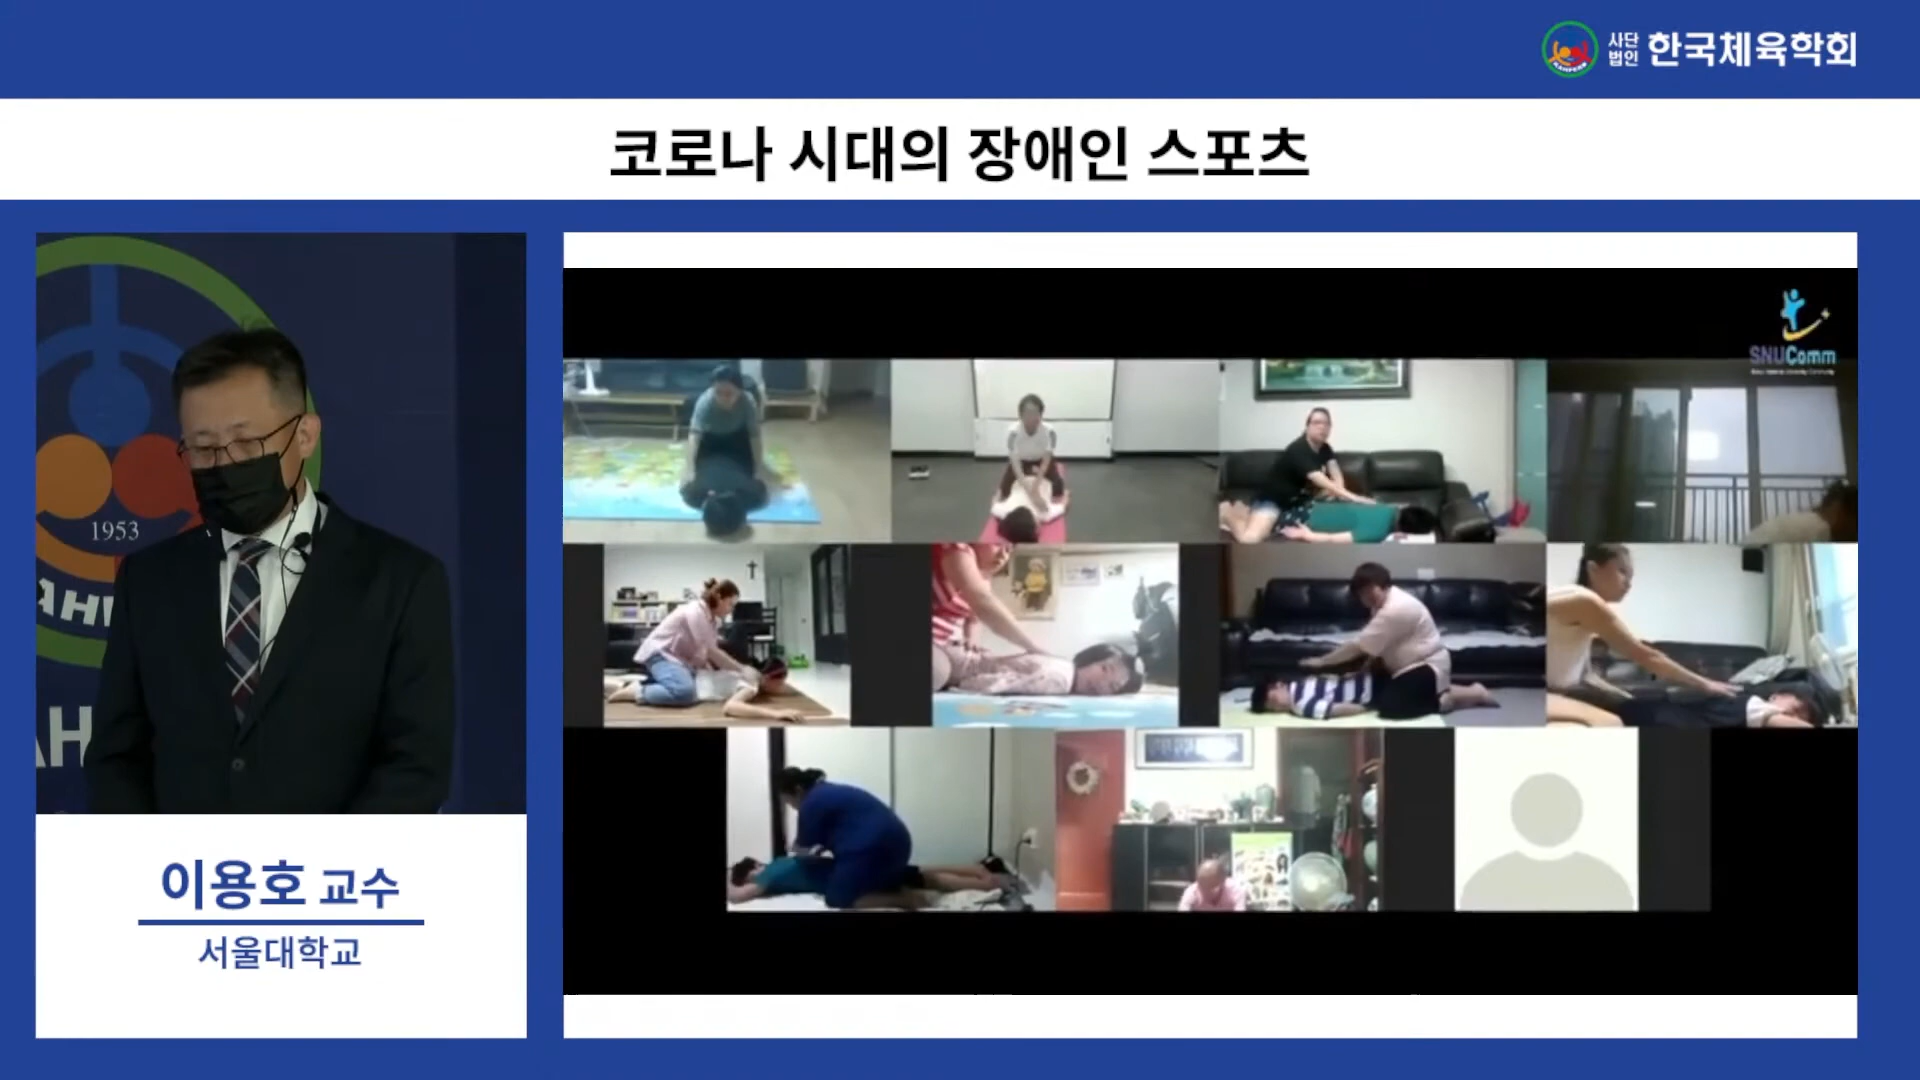 사단
법인 한국체육학회
코로나 시대의 장애인 스포츠
1953
SNUComm
이용호 교수
서울대학교